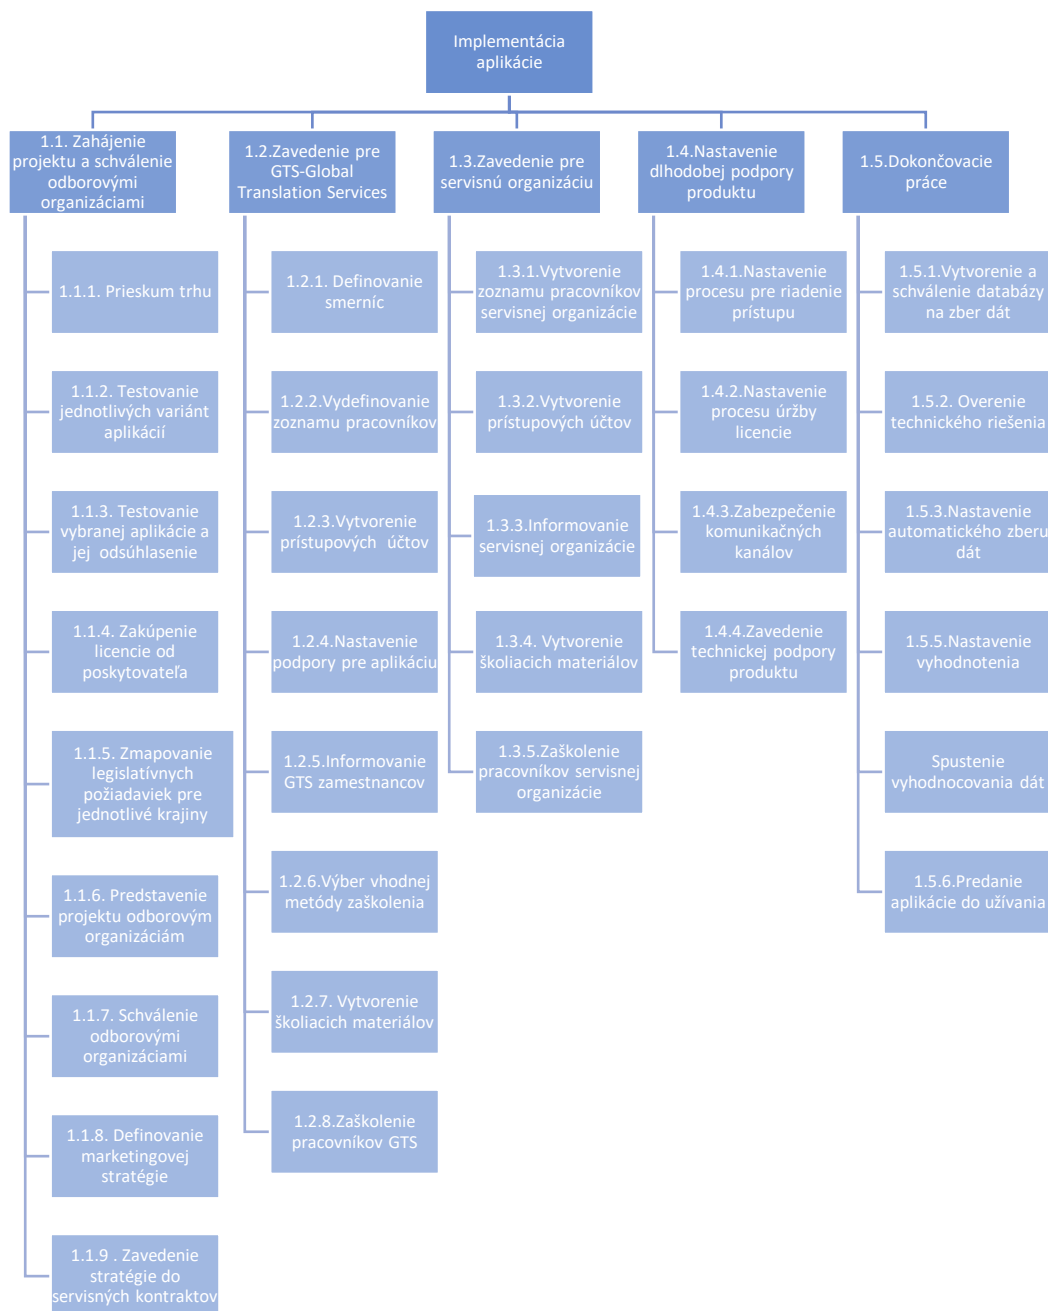 Implementácia
aplikácie
1.1. Zahájenie
projektu a schválenie
odborovými
organizáciami
1.1.1. Prieskum trhu
1.1.2. Testovanie
jednotlivých variánt
aplikácií
1.1.3. Testovanie
vybranej aplikácie a
jej odsúhlasenie
1.1.4. Zakúpenie
licencie od
poskytovateľa
1.1.5. Zmapovanie
legislatívnych
požiadaviek pre
jednotlivé krajiny
1.1.6. Predstavenie
projektu odborovým
organizáciám
1.1.7. Schválenie
odborovými
organizáciami
1.1.8. Definovanie
marketingovej
stratégie
1.1.9 . Zavedenie
stratégie do
servisných kontraktov
1.2.Zavedenie pre
GTS-Global
Translation Services
1.2.1. Definovanie
smerníc
1.2.2.Vydefinovanie
zoznamu pracovníkov
1.2.3.Vytvorenie
prístupových účtov
1.2.4.Nastavenie
podpory pre aplikáciu
1.2.5.Informovanie
GTS zamestnancov
1.2.6.Výber vhodnej
metódy zaškolenia
1.2.7. Vytvorenie
školiacich materiálov
1.2.8.Zaškolenie
pracovníkov GTS
1.3.Zavedenie pre
servisnú organizáciu
1.3.1.Vytvorenie
zoznamu pracovníkov
servisnej organizácie
1.3.2.Vytvorenie
prístupových účtov
1.3.3.Informovanie
servisnej organizácie
1.3.4. Vytvorenie
školiacich materiálov
1.3.5.Zaškolenie
pracovníkov servisnej
organizácie
1.4.Nastavenie
dlhodobej podpory
produktu
1.4.1.Nastavenie
procesu pre riadenie
prístupu
1.4.2.Nastavenie
procesu úržby
licencie
1.4.3.Zabezpečenie
komunikačných
kanálov
1.4.4.Zavedenie
technickej podpory
produktu
1.5.Dokončovacie
práce
1.5.1.Vytvorenie a
schválenie databázy
na zber dát
1.5.2. Overenie
technického riešenia
1.5.3.Nastavenie
automatického zberu
dát
1.5.5.Nastavenie
vyhodnotenia
Spustenie
vyhodnocovania dát
1.5.6.Predanie
aplikácie do užívania